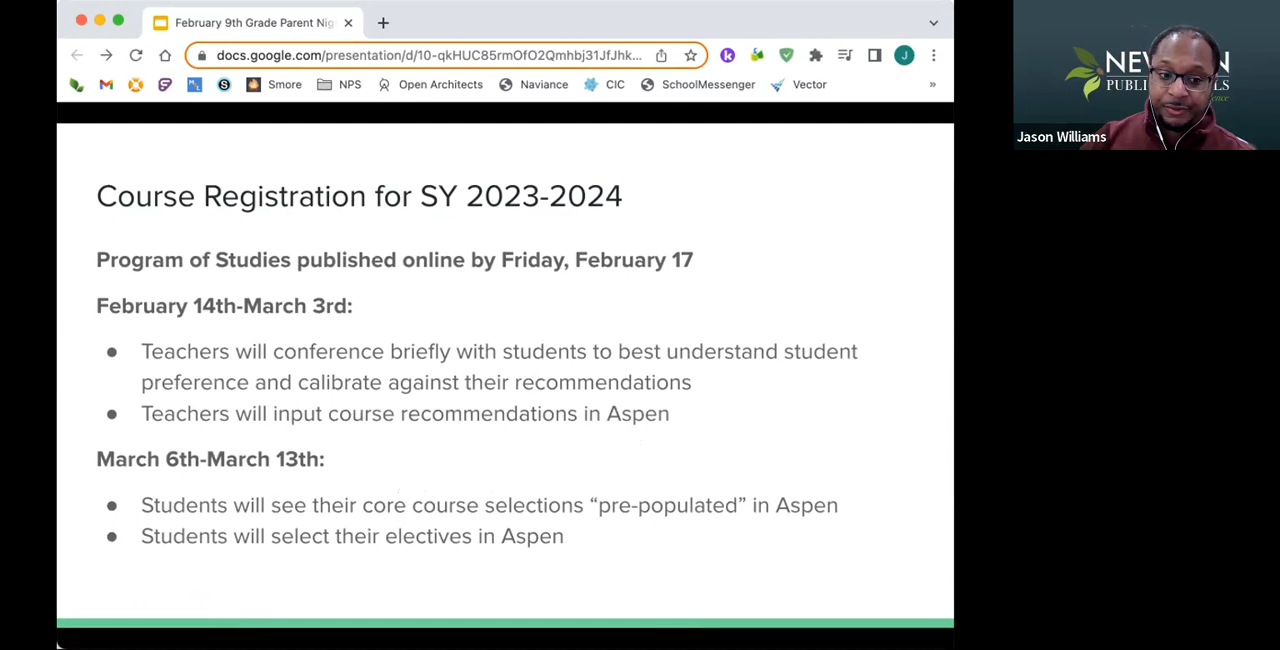 February 9th Grade Parent Nig
docs.google.com/presentation/d/10-qkHUC85rmOfO2Qmhbj31JfJhk...
J
Smore
NPS
Open Architects
Naviance
CIC
SchoolMessenger
Vector
»
Course Registration for SY 2023-2024
Program of Studies published online by Friday, February 17
February 14th-March 3rd:
● Teachers will conference briefly with students to best understand student
preference and calibrate against their recommendations
● Teachers will input course recommendations in Aspen
March 6th-March 13th:
● Students will see their core course selections “pre-populated” in Aspen
● Students will select their electives in Aspen
Jason Williams